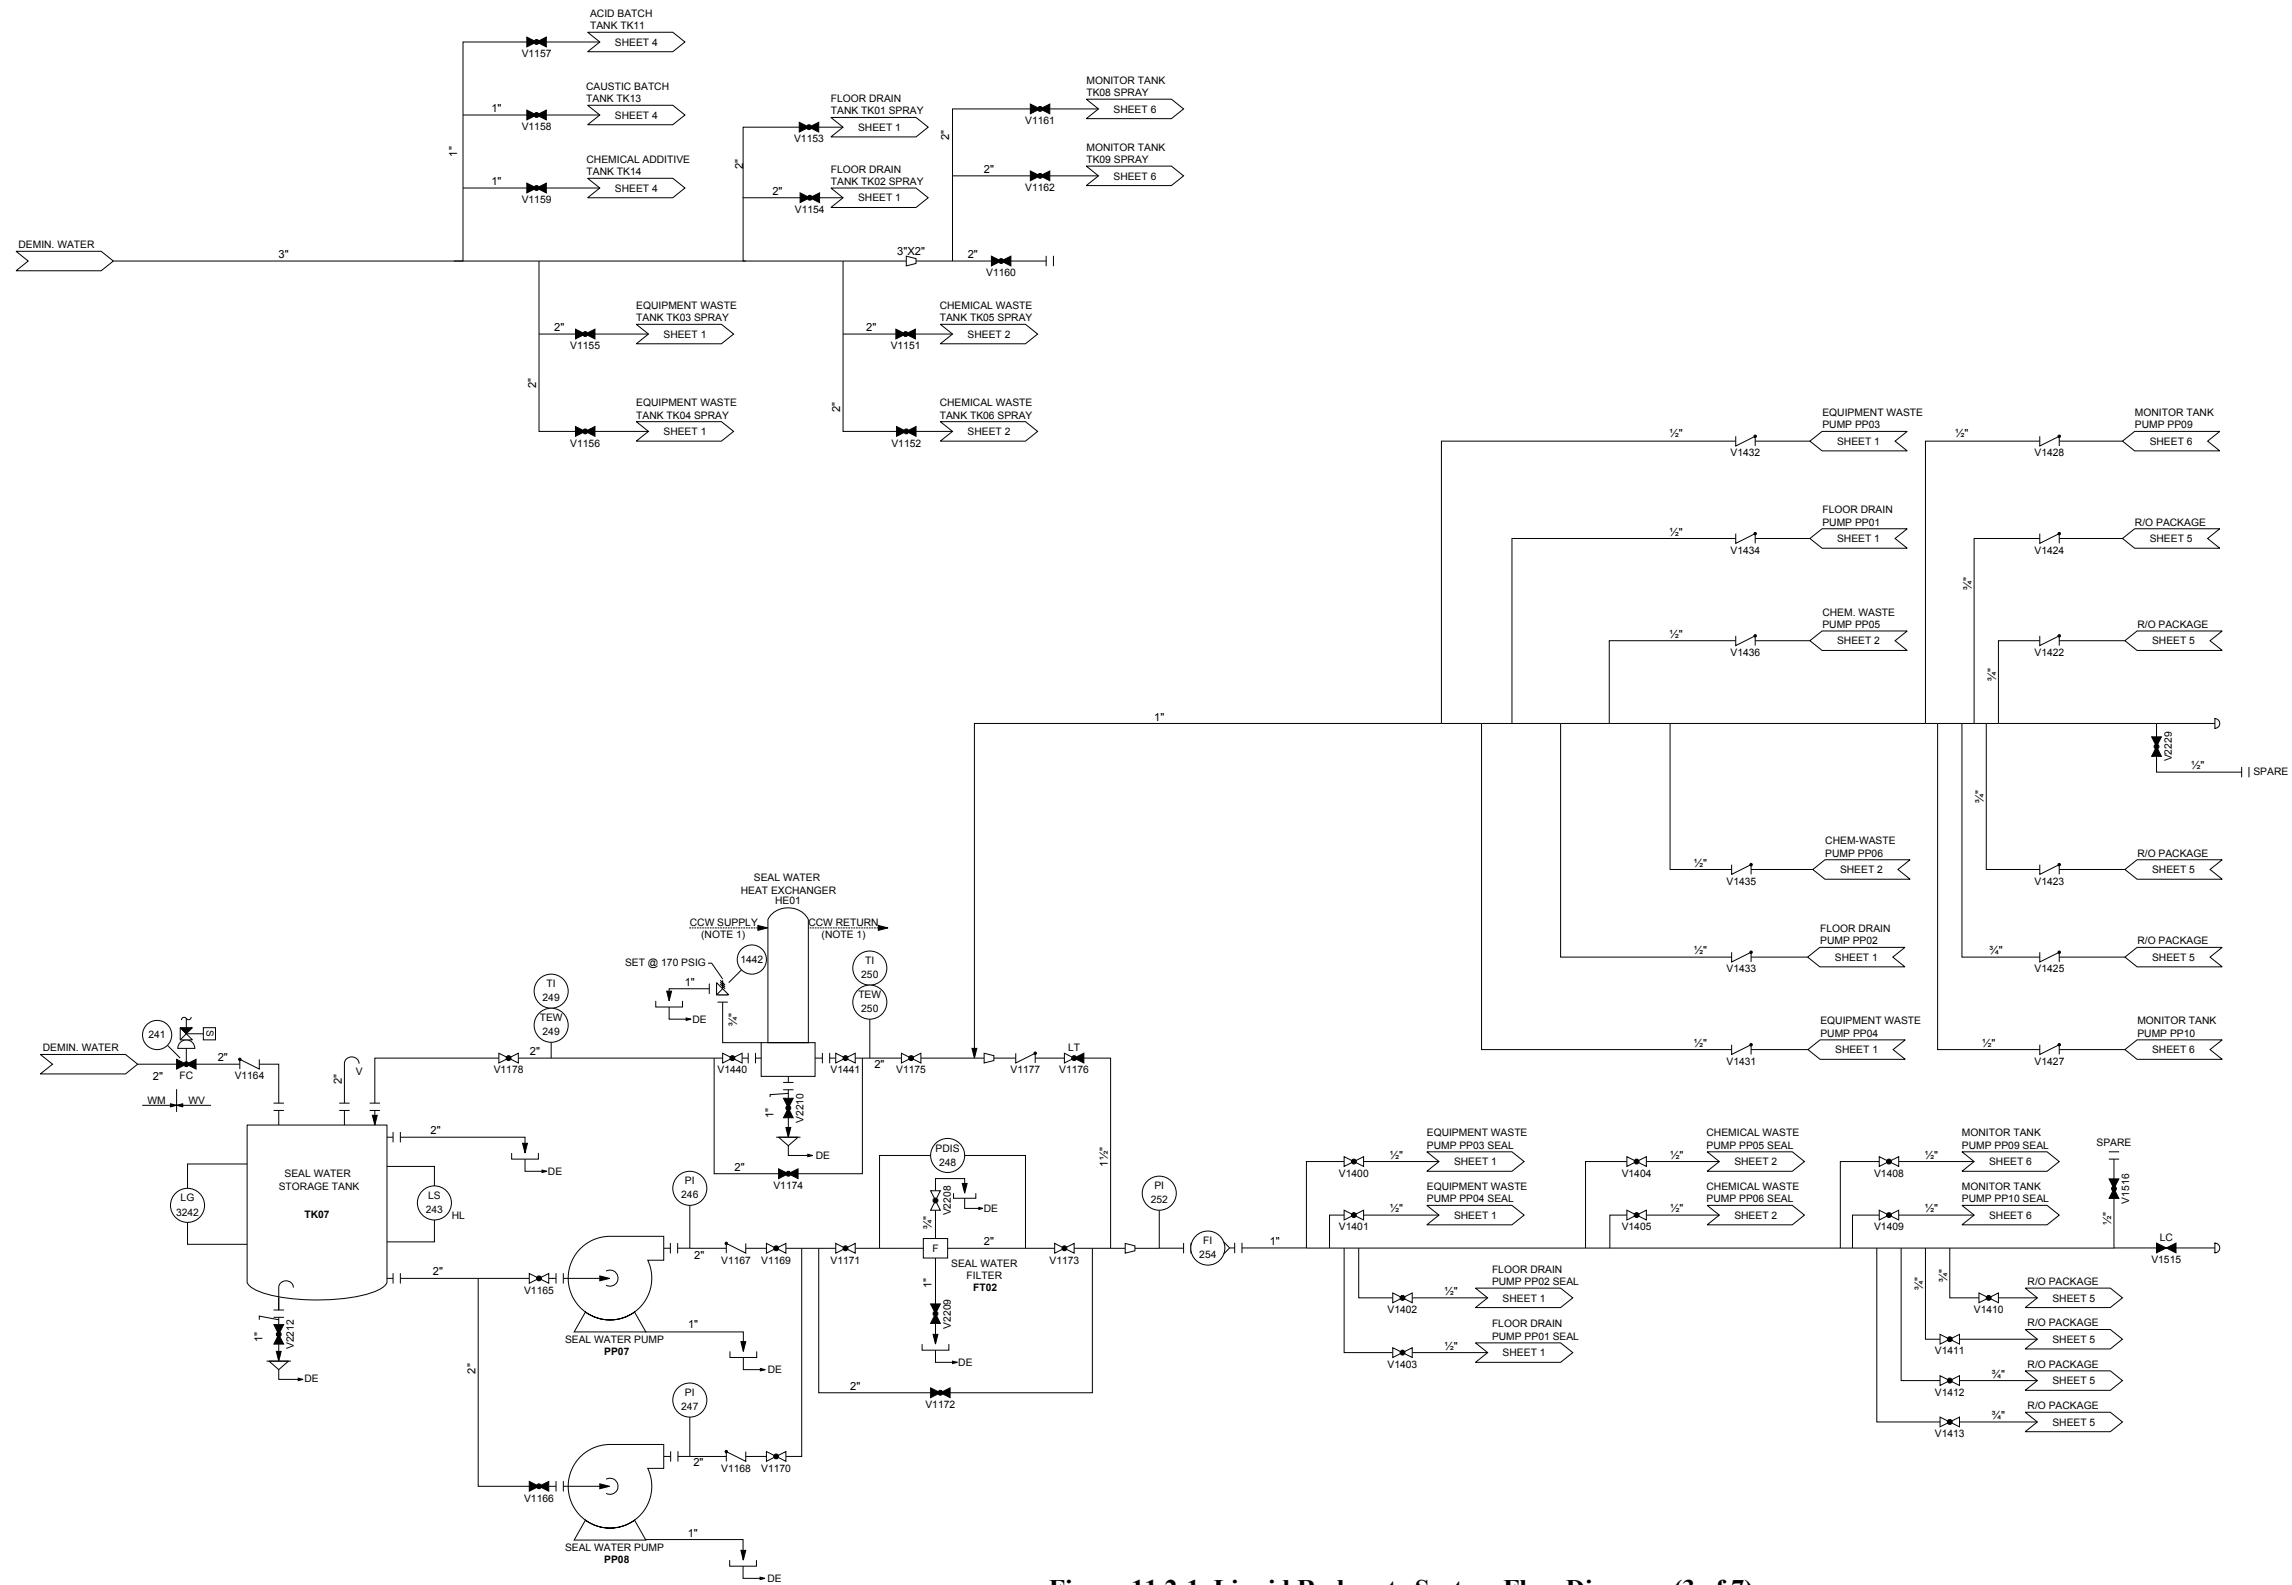 ACID BATCH
TANK TK11
SHEET 4
V1157
CAUSTIC BATCH
TANK TK13
1"
SHEET 4
V1158
1"
CHEMICAL ADDITIVE
TANK TK14
1"
SHEET 4
V1159
FLOOR DRAIN
TANK TK01 SPRAY
SHEET 1
V1153
2"
FLOOR DRAIN
TANK TK02 SPRAY
2"
SHEET 1
V1154
MONITOR TANK
TK08 SPRAY
SHEET 6
V1161
2"
MONITOR TANK
TK09 SPRAY
2"
SHEET 6
V1162
DEMIN. WATER
3"
3"X2"
2"
V1160
EQUIPMENT WASTE
TANK TK03 SPRAY
2"
SHEET 1
V1155
2"
EQUIPMENT WASTE
TANK TK04 SPRAY
SHEET 1
V1156
CHEMICAL WASTE
TANK TK05 SPRAY
2"
SHEET 2
V1151
2"
CHEMICAL WASTE
TANK TK06 SPRAY
SHEET 2
V1152
EQUIPMENT WASTE
PUMP PP03
½"
SHEET 1
V1432
MONITOR TANK
PUMP PP09
½"
SHEET 6
V1428
FLOOR DRAIN
PUMP PP01
½"
SHEET 1
V1434
R/O PACKAGE
SHEET 5
V1424
¾"
CHEM. WASTE
PUMP PP05
½"
SHEET 2
V1436
R/O PACKAGE
SHEET 5
V1422
¾"
1"
V2229
½"
SPARE
¾"
CHEM-WASTE
PUMP PP06
½"
SHEET 2
V1435
R/O PACKAGE
SHEET 5
V1423
FLOOR DRAIN
PUMP PP02
½"
SHEET 1
V1433
R/O PACKAGE
¾"
SHEET 5
V1425
EQUIPMENT WASTE
PUMP PP04
½"
SHEET 1
V1431
MONITOR TANK
PUMP PP10
½"
SHEET 6
V1427
SEAL WATER
HEAT EXCHANGER
HE01
CCW SUPPLY
(NOTE 1)
CCW RETURN
(NOTE 1)
SET @ 170 PSIG
1442
1"
DE
¾"
TI
249
TEW
249
TI
250
TEW
250
DEMIN. WATER
241
S
2"
FC
2"
V1164
WM
WV
2"
V
V1178
2"
V1440
V1441
2"
V1175
V1177
LT
V1176
1"
V2210
DE
2"
V1174
1½"
SEAL WATER
STORAGE TANK
TK07
LG
3242
LS
243
HL
2"
DE
2"
1"
V2212
DE
PI
246
2"
V1165
V1167
V1169
V1171
SEAL WATER PUMP
PP07
1"
DE
PDIS
248
V2208
¾"
DE
F
2"
V1173
SEAL WATER
FILTER
FT02
1"
V2209
DE
2"
V1172
PI
252
FI
254
1"
2"
PI
247
2"
V1166
V1168
V1170
SEAL WATER PUMP
PP08
1"
DE
EQUIPMENT WASTE
PUMP PP03 SEAL
½"
SHEET 1
V1400
EQUIPMENT WASTE
PUMP PP04 SEAL
½"
SHEET 1
V1401
CHEMICAL WASTE
PUMP PP05 SEAL
½"
SHEET 2
V1404
CHEMICAL WASTE
PUMP PP06 SEAL
½"
SHEET 2
V1405
MONITOR TANK
PUMP PP09 SEAL
½"
SHEET 6
V1408
MONITOR TANK
PUMP PP10 SEAL
½"
SHEET 6
V1409
SPARE
V1516
½"
LC
V1515
FLOOR DRAIN
PUMP PP02 SEAL
½"
SHEET 1
V1402
FLOOR DRAIN
PUMP PP01 SEAL
½"
SHEET 1
V1403
¾"
¾"
R/O PACKAGE
SHEET 5
V1410
R/O PACKAGE
SHEET 5
V1411
R/O PACKAGE
¾"
SHEET 5
V1412
R/O PACKAGE
¾"
SHEET 5
V1413
Figure 11.2-1 Liquid Radwaste System Flow Diagram (3 of 7)